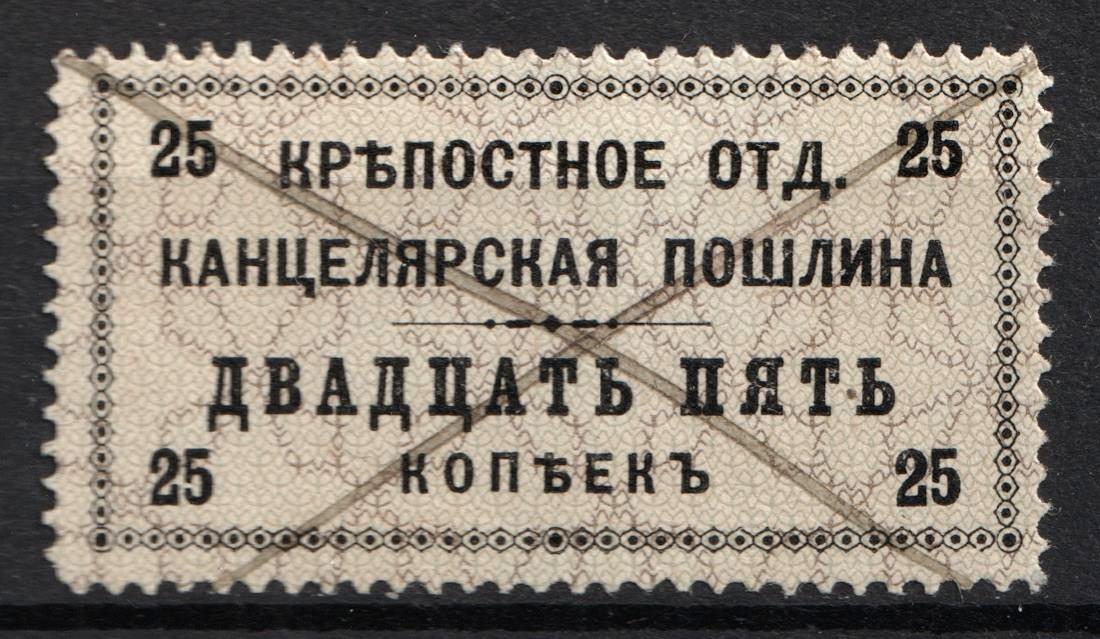 25 КРѢПОСТНОЕ ОТД. 25
КАНЦЕЛЯРСКАЯ ПОШЛИНА
ДВАДЦАТЬ ПЯТЬ
25 КОПѢЕКЪ 25